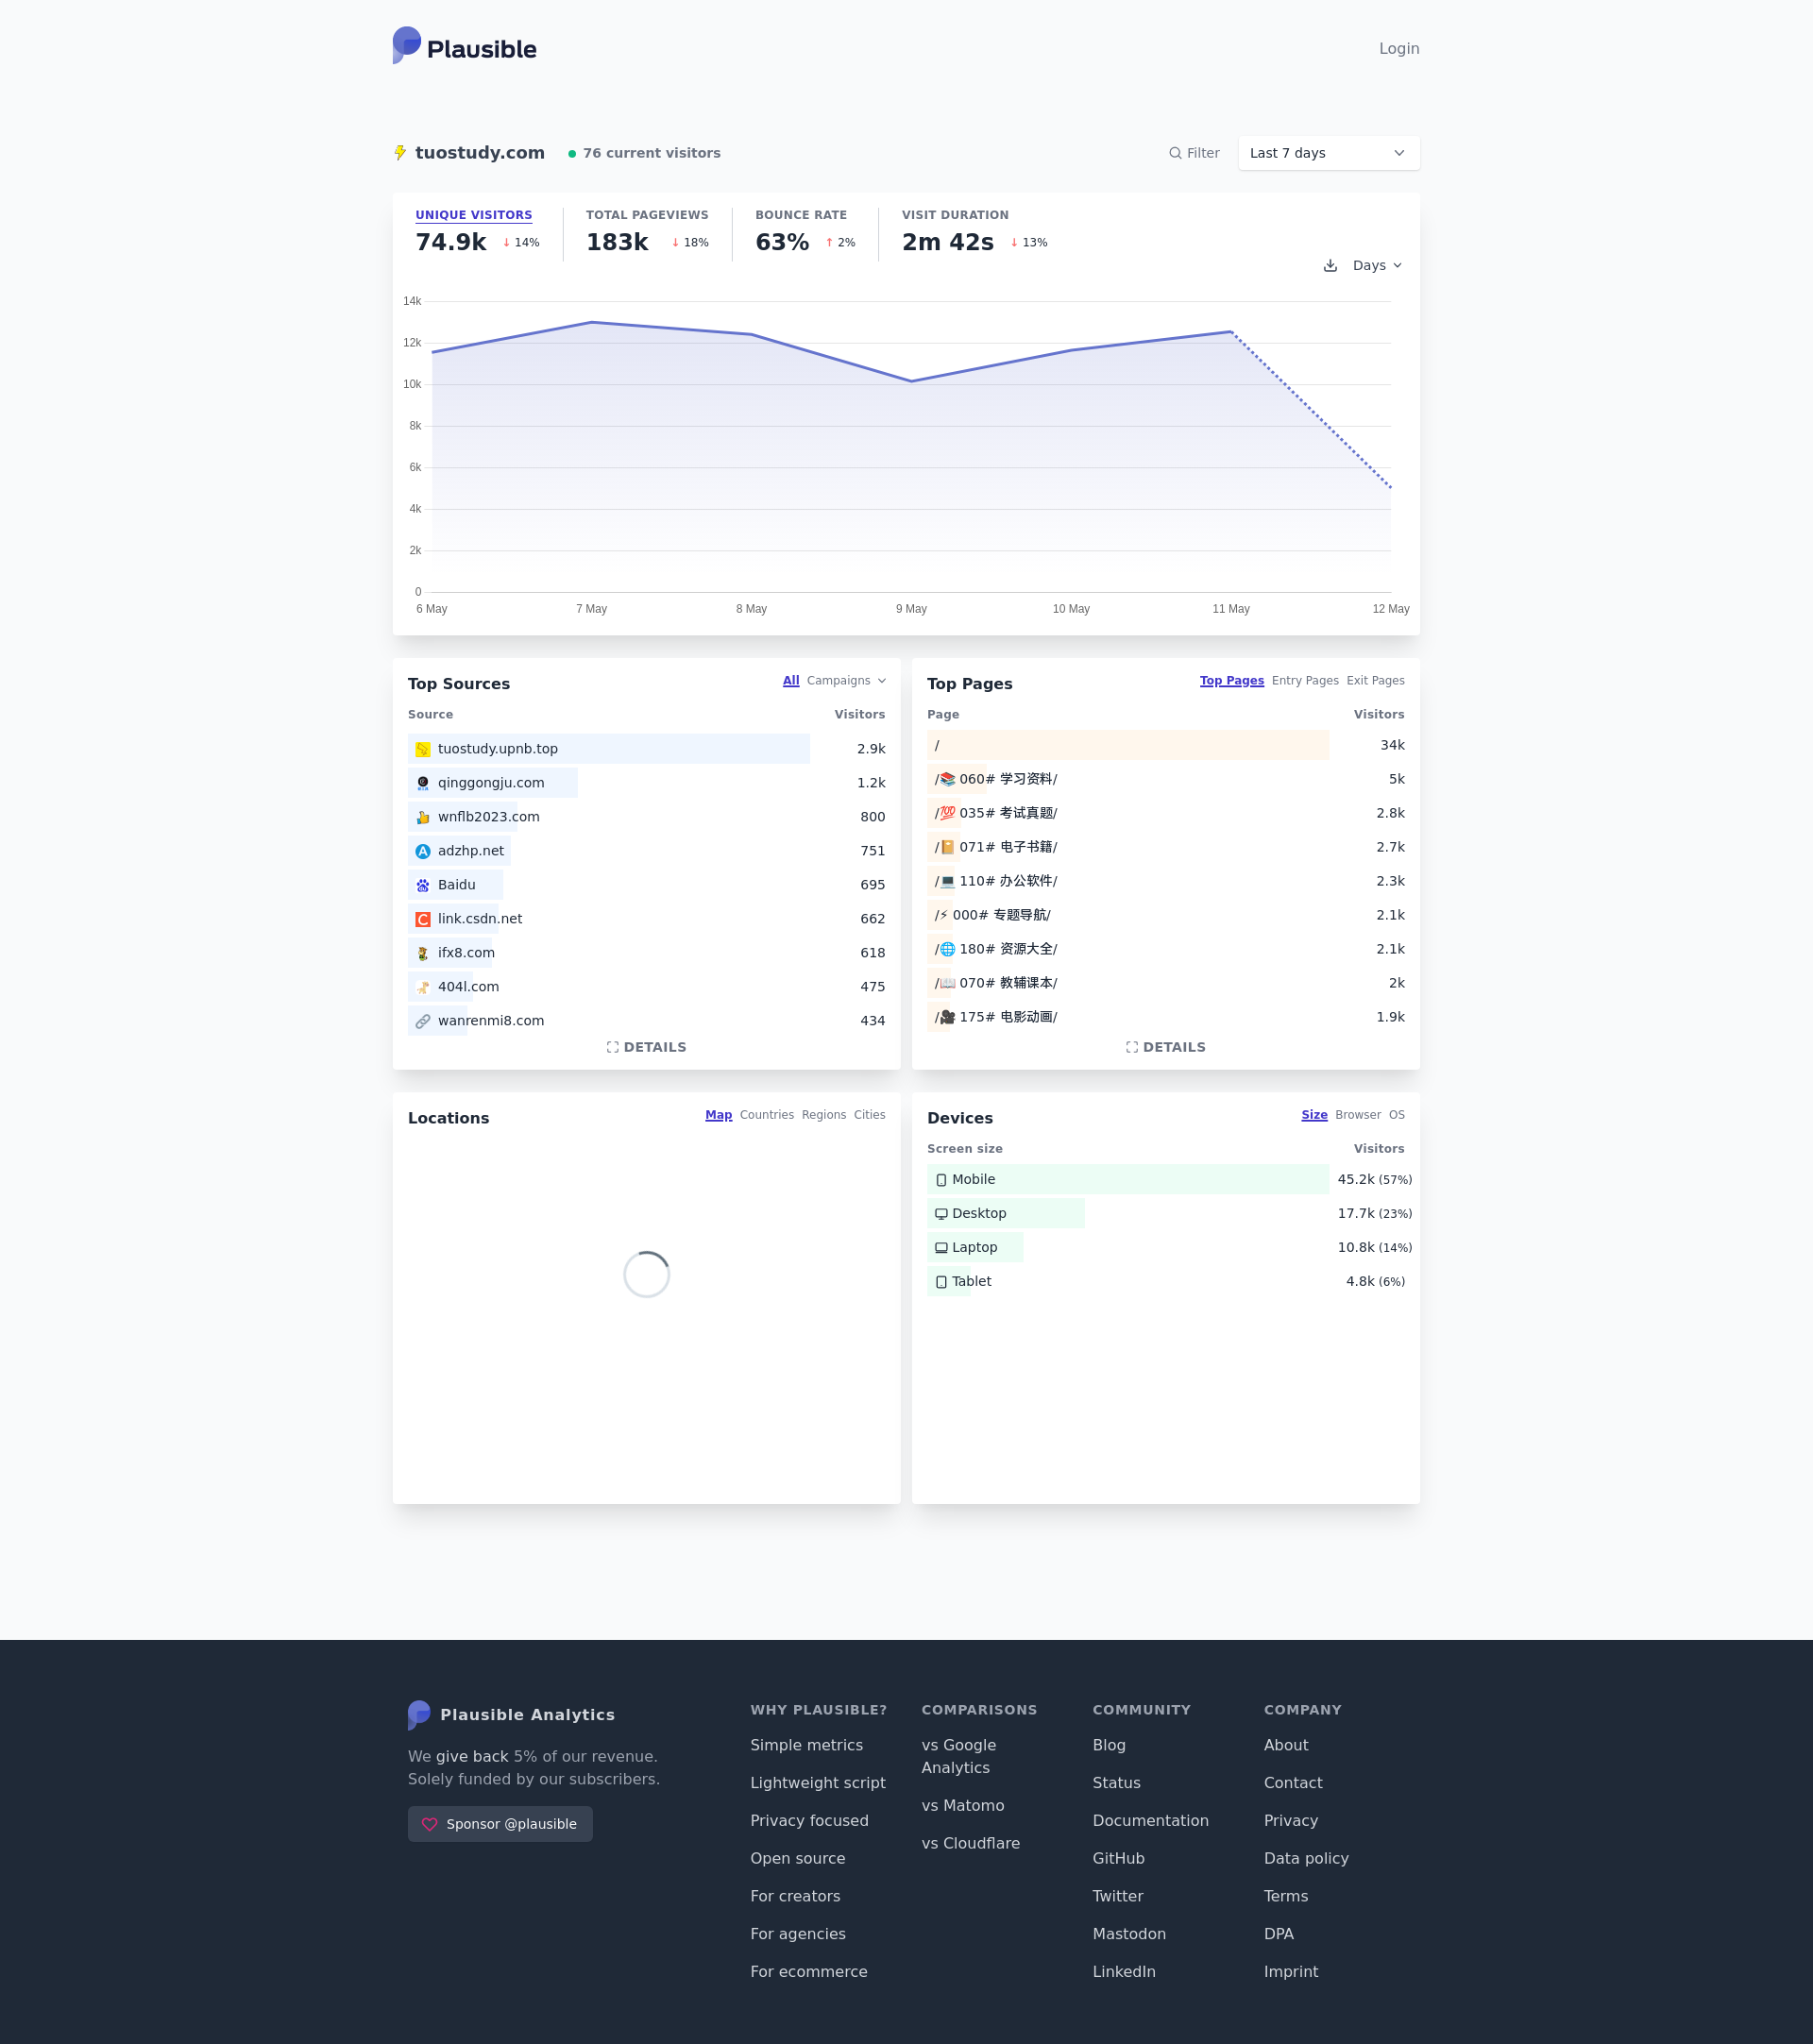 Plausible
Login
tuostudy.com
76 current visitors
Filter
Last 7 days
UNIQUE VISITORS
74.9k ↓ 14%
TOTAL PAGEVIEWS
183k ↓ 18%
BOUNCE RATE
63% ↑ 2%
VISIT DURATION
2m 42s ↓ 13%
Days
14k
12k
10k
8k
6k
4k
2k
0
6 May 7 May 8 May 9 May 10 May 11 May 12 May
Top Sources
All Campaigns
Source Visitors
tuostudy.upnb.top 2.9k
qinggongju.com 1.2k
wnflb2023.com 800
adzhp.net 751
Baidu 695
link.csdn.net 662
ifx8.com 618
404l.com 475
wanrenmi8.com 434
DETAILS
Top Pages
Top Pages Entry Pages Exit Pages
Page Visitors
/ 34k
/📚 060# 学习资料/ 5k
/💯 035# 考试真题/ 2.8k
/📔 071# 电子书籍/ 2.7k
/💻 110# 办公软件/ 2.3k
/⚡ 000# 专题导航/ 2.1k
/🌐 180# 资源大全/ 2.1k
/📖 070# 教辅课本/ 2k
/🎥 175# 电影动画/ 1.9k
DETAILS
Locations
Map Countries Regions Cities
Devices
Size Browser OS
Screen size Visitors
Mobile 45.2k (57%)
Desktop 17.7k (23%)
Laptop 10.8k (14%)
Tablet 4.8k (6%)
Plausible Analytics
We give back 5% of our revenue.
Solely funded by our subscribers.
Sponsor @plausible
WHY PLAUSIBLE?
Simple metrics
Lightweight script
Privacy focused
Open source
For creators
For agencies
For ecommerce
COMPARISONS
vs Google
Analytics
vs Matomo
vs Cloudflare
COMMUNITY
Blog
Status
Documentation
GitHub
Twitter
Mastodon
LinkedIn
COMPANY
About
Contact
Privacy
Data policy
Terms
DPA
Imprint